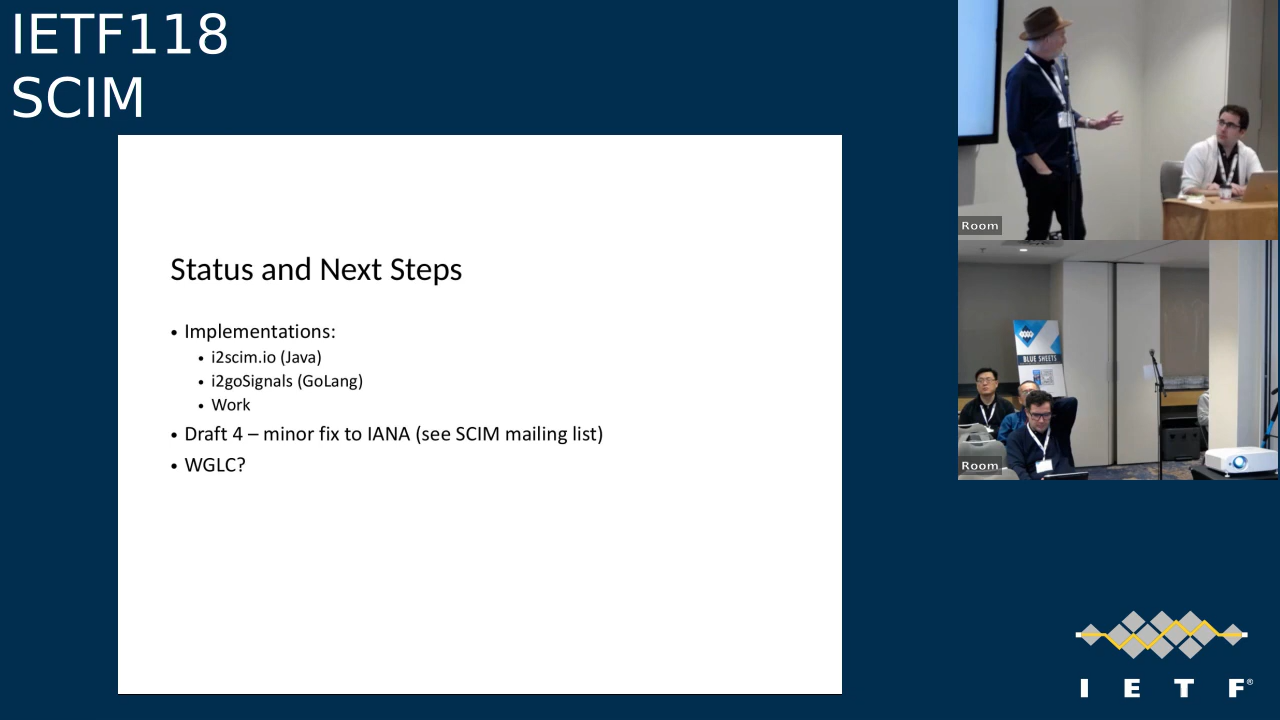 IETF118
SCIM
Status and Next Steps
• Implementations:
• i2scim.io (Java)
• i2goSignals (GoLang)
• Work
• Draft 4 – minor fix to IANA (see SCIM mailing list)
• WGLC?
Room
BLUE SHEETS
Room
I E T F®